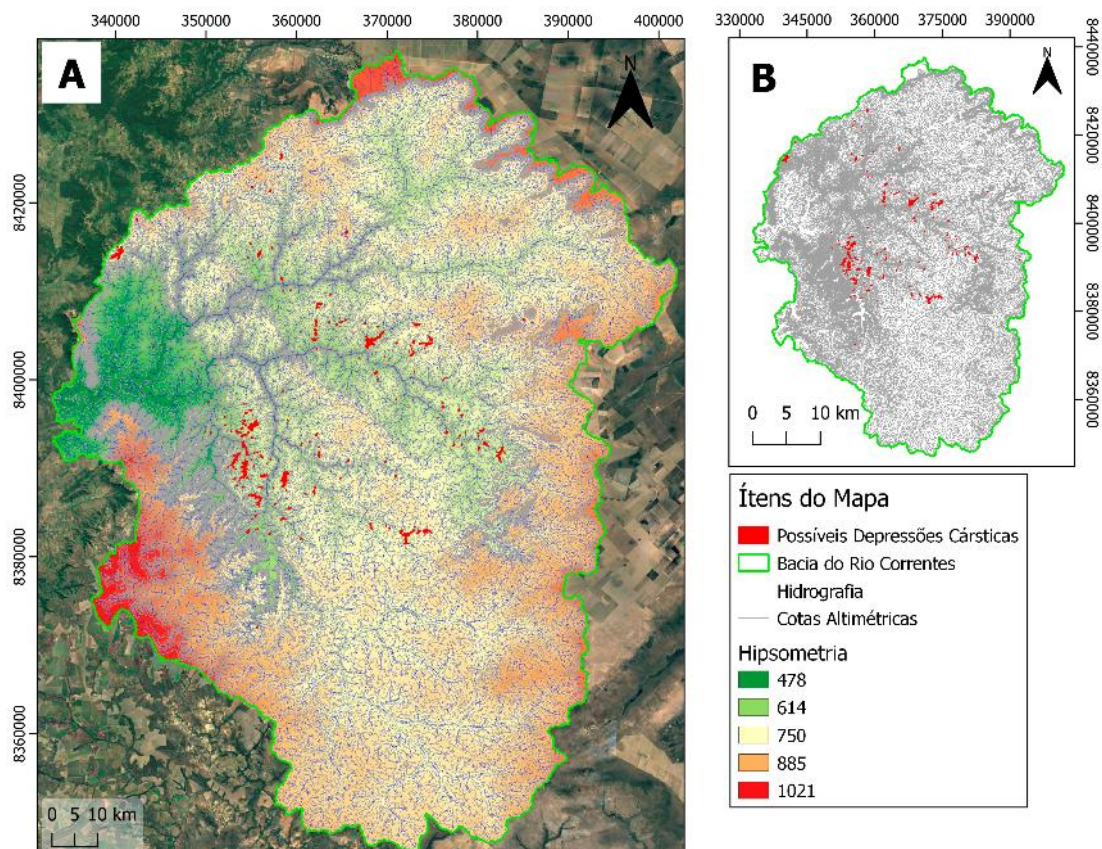 340000 350000 360000 370000 380000 390000 400000
A
N
8420000
8400000
8380000
8360000
0 5 10 km
330000 345000 360000 375000 390000
B
N
8440000
8420000
8400000
8380000
8360000
0 5 10 km
Ítens do Mapa
Possíveis Depressões Cársticas
Bacia do Rio Correntes
Hidrografia
Cotas Altimétricas
Hipsometria
478
614
750
885
1021